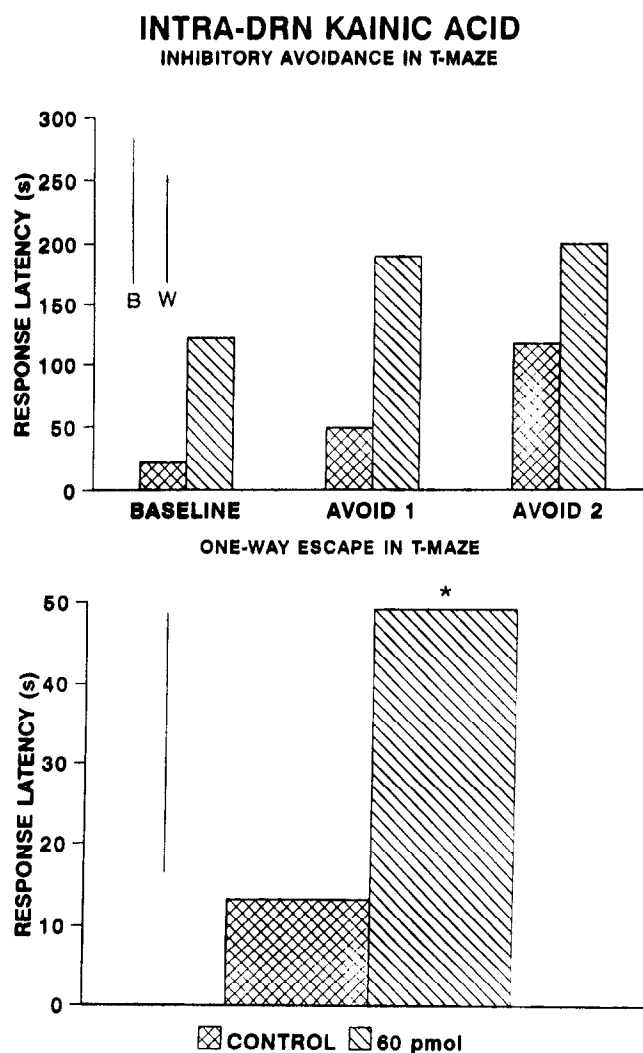 INTRA-DRN KAINIC ACID
INHIBITORY AVOIDANCE IN T-MAZE
RESPONSE LATENCY (s)
300
250
200
150
100
50
0
B W
BASELINE AVOID 1 AVOID 2
ONE-WAY ESCAPE IN T-MAZE
RESPONSE LATENCY (s)
50
40
30
20
10
0
*
CONTROL 60 pmol